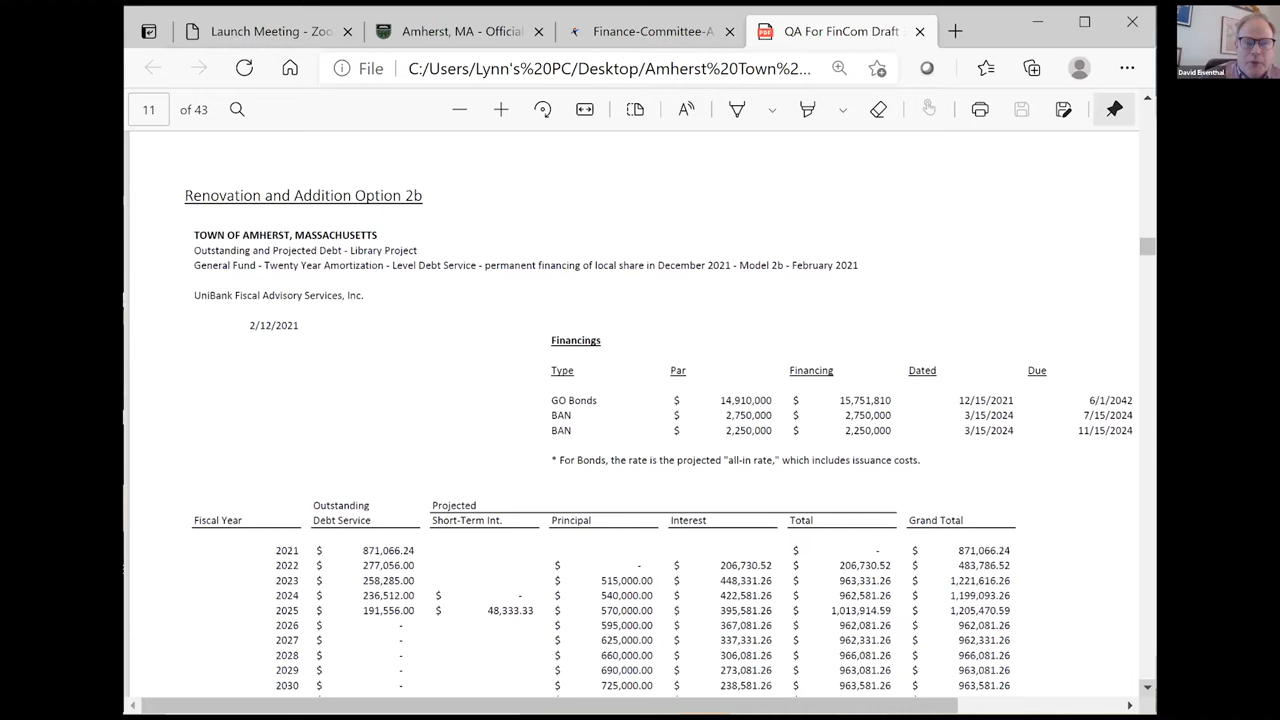 Launch Meeting - Zoo
Amherst, MA - Official
Finance-Committee-A
QA For FinCom Draft
File C:/Users/Lynn's%20PC/Desktop/Amherst%20Town%2...
11 of 43
David Eisenthal
Renovation and Addition Option 2b
TOWN OF AMHERST, MASSACHUSETTS
Outstanding and Projected Debt - Library Project
General Fund - Twenty Year Amortization - Level Debt Service - permanent financing of local share in December 2021 - Model 2b - February 2021
UniBank Fiscal Advisory Services, Inc.
2/12/2021
Financings
Type Par Financing Dated Due
GO Bonds $ 14,910,000 $ 15,751,810 12/15/2021 6/1/2042
BAN $ 2,750,000 $ 2,750,000 3/15/2024 7/15/2024
BAN $ 2,250,000 $ 2,250,000 3/15/2024 11/15/2024
* For Bonds, the rate is the projected "all-in rate," which includes issuance costs.
Outstanding Projected
Fiscal Year Debt Service Short-Term Int. Principal Interest Total Grand Total
2021 $ 871,066.24 $ - $ 871,066.24
2022 $ 277,056.00 $ - $ 206,730.52 $ 206,730.52 $ 483,786.52
2023 $ 258,285.00 $ 515,000.00 $ 448,331.26 $ 963,331.26 $ 1,221,616.26
2024 $ 236,512.00 $ - $ 540,000.00 $ 422,581.26 $ 962,581.26 $ 1,199,093.26
2025 $ 191,556.00 $ 48,333.33 $ 570,000.00 $ 395,581.26 $ 1,013,914.59 $ 1,205,470.59
2026 $ - $ 595,000.00 $ 367,081.26 $ 962,081.26 $ 962,081.26
2027 $ - $ 625,000.00 $ 337,331.26 $ 962,331.26 $ 962,331.26
2028 $ - $ 660,000.00 $ 306,081.26 $ 966,081.26 $ 966,081.26
2029 $ - $ 690,000.00 $ 273,081.26 $ 963,081.26 $ 963,081.26
2030 $ - $ 725,000.00 $ 238,581.26 $ 963,581.26 $ 963,581.26